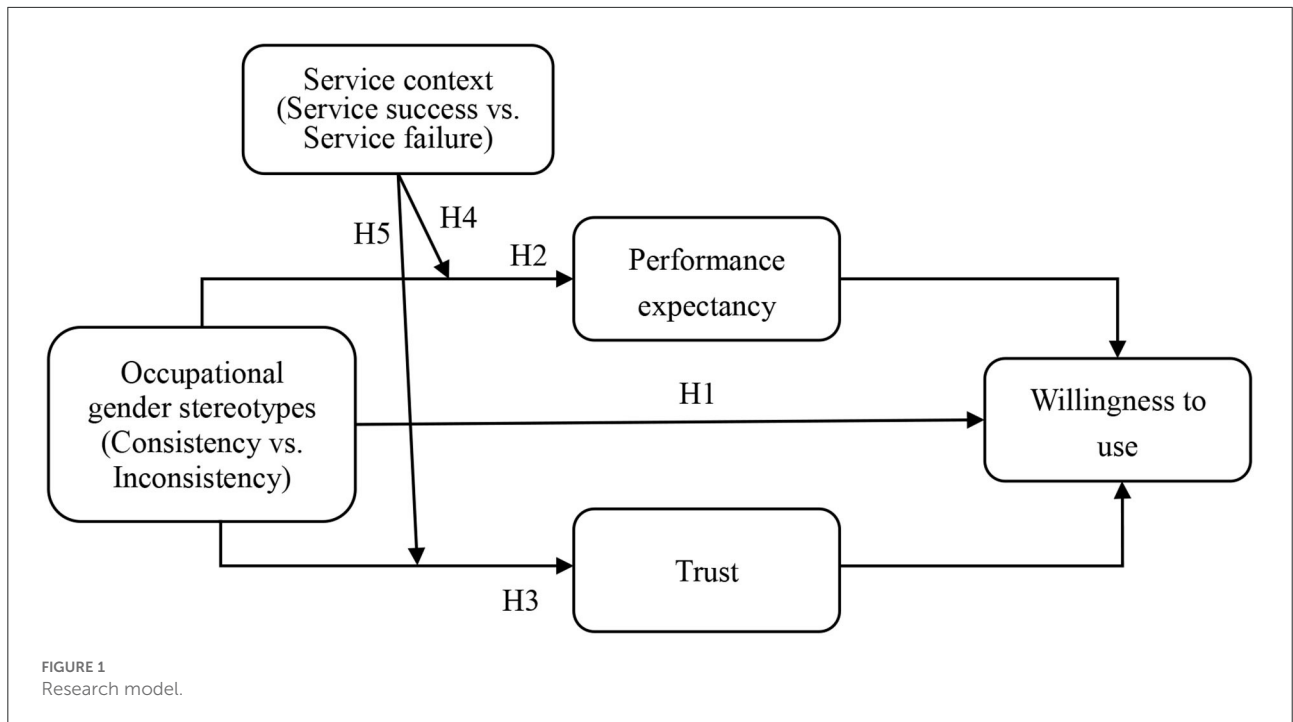 Service context
(Service success vs.
Service failure)
H5
H4
H2
Performance
expectancy
Occupational
gender stereotypes
(Consistency vs.
Inconsistency)
H1
Willingness to
use
H3
Trust
FIGURE 1
Research model.